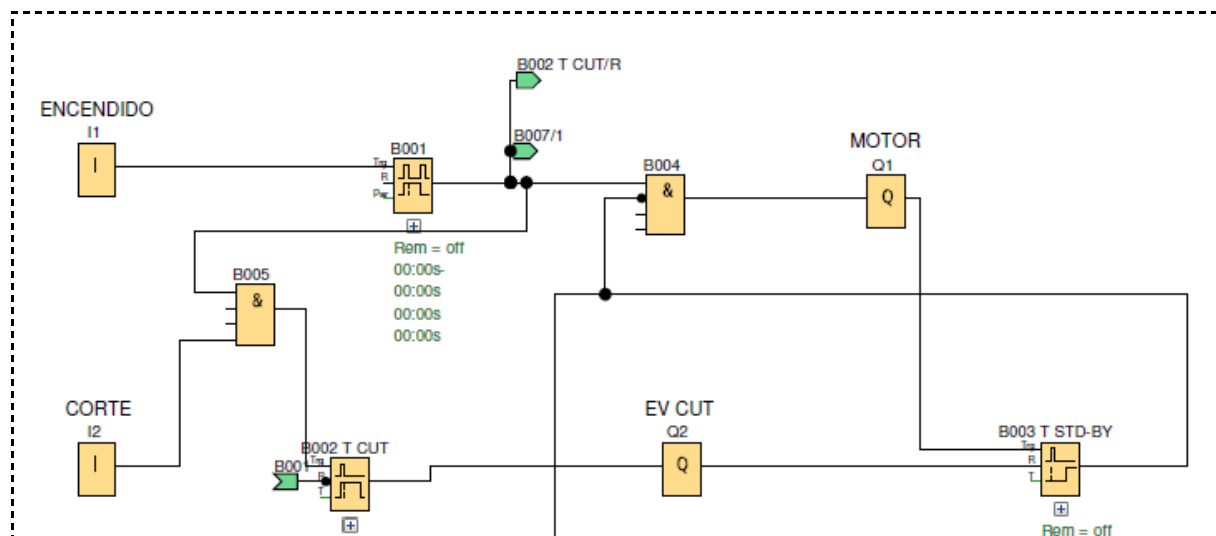 B002 T CUT/R
ENCENDIDO
I1
I
B001
Trg
R
Par
B007/1
B004
&
MOTOR
Q1
Q
Rem = off
00:00s-
00:00s
00:00s
00:00s
B005
&
CORTE
I2
I
B002 T CUT
B001
Trg
R
T
EV CUT
Q2
Q
B003 T STD-BY
Trg
R
T
Rem = off